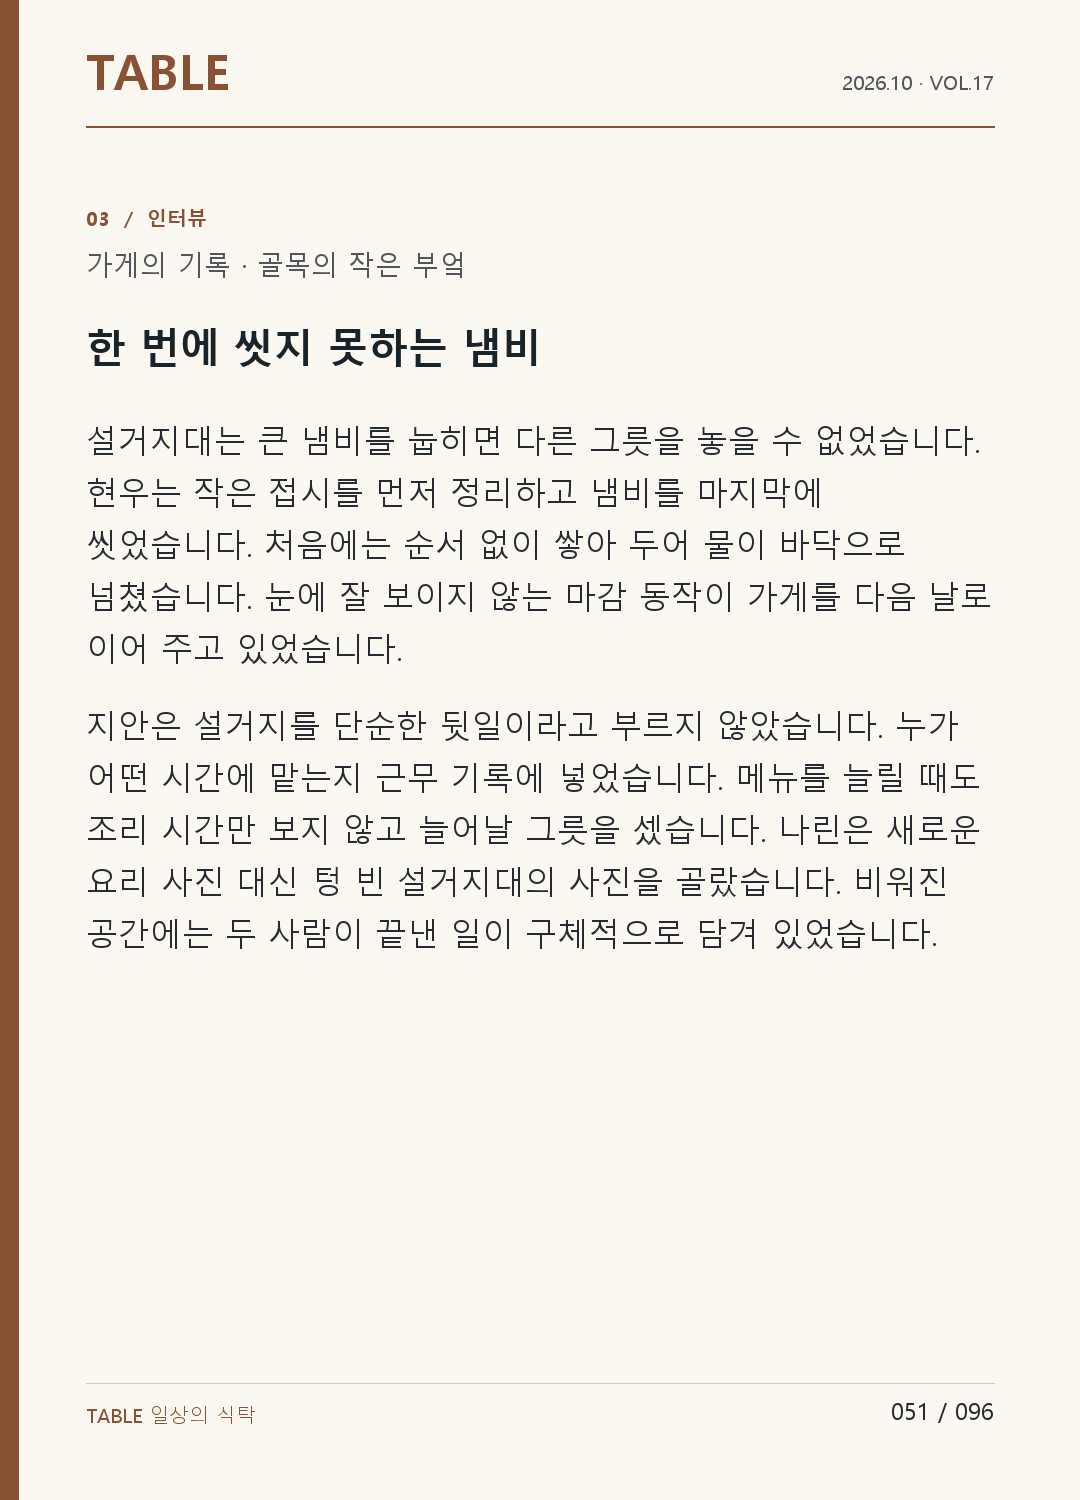 TABLE
2026.10 · VOL.17
03 / 인터뷰
가게의 기록 · 골목의 작은 부엌
한 번에 씻지 못하는 냄비
설거지대는 큰 냄비를 눕히면 다른 그릇을 놓을 수 없었습니다.
현우는 작은 접시를 먼저 정리하고 냄비를 마지막에
씻었습니다. 처음에는 순서 없이 쌓아 두어 물이 바닥으로
넘쳤습니다. 눈에 잘 보이지 않는 마감 동작이 가게를 다음 날로
이어 주고 있었습니다.
지안은 설거지를 단순한 뒷일이라고 부르지 않았습니다. 누가
어떤 시간에 맡는지 근무 기록에 넣었습니다. 메뉴를 늘릴 때도
조리 시간만 보지 않고 늘어날 그릇을 셌습니다. 나린은 새로운
요리 사진 대신 텅 빈 설거지대의 사진을 골랐습니다. 비워진
공간에는 두 사람이 끝낸 일이 구체적으로 담겨 있었습니다.
TABLE 일상의 식탁
051 / 096